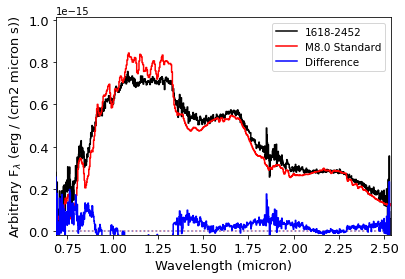 1e−15
1618-2452
M8.0 Standard
Difference
Arbitrary Fλ (erg / (cm2 micron s))
1.0
0.8
0.6
0.4
0.2
0.0
0.75 1.00 1.25 1.50 1.75 2.00 2.25 2.50
Wavelength (micron)